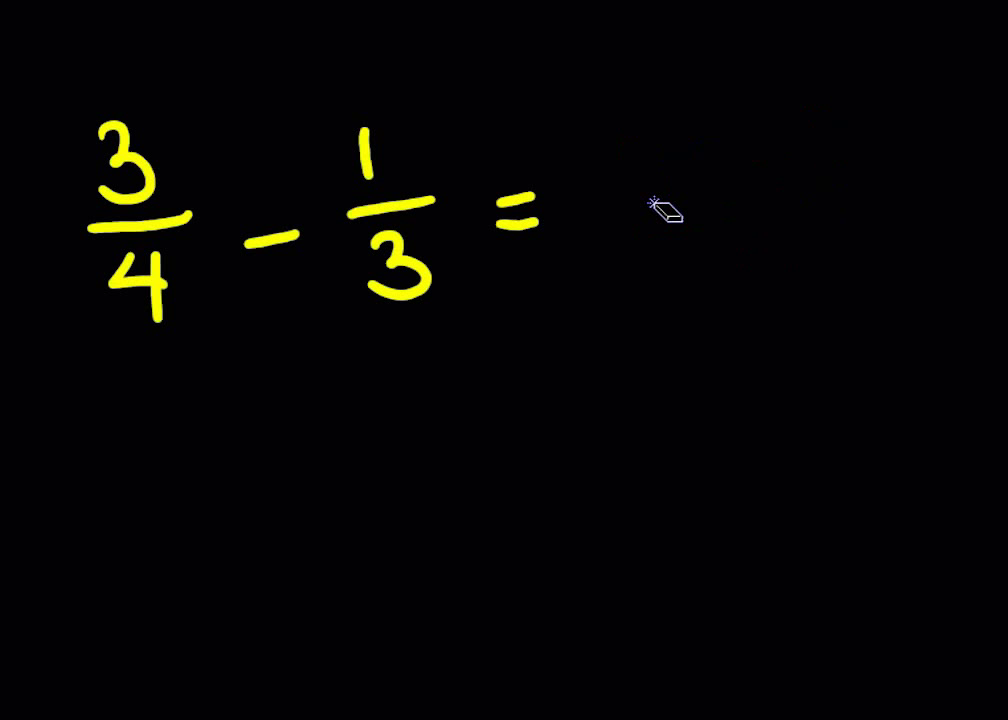 3/4 - 1/3 =